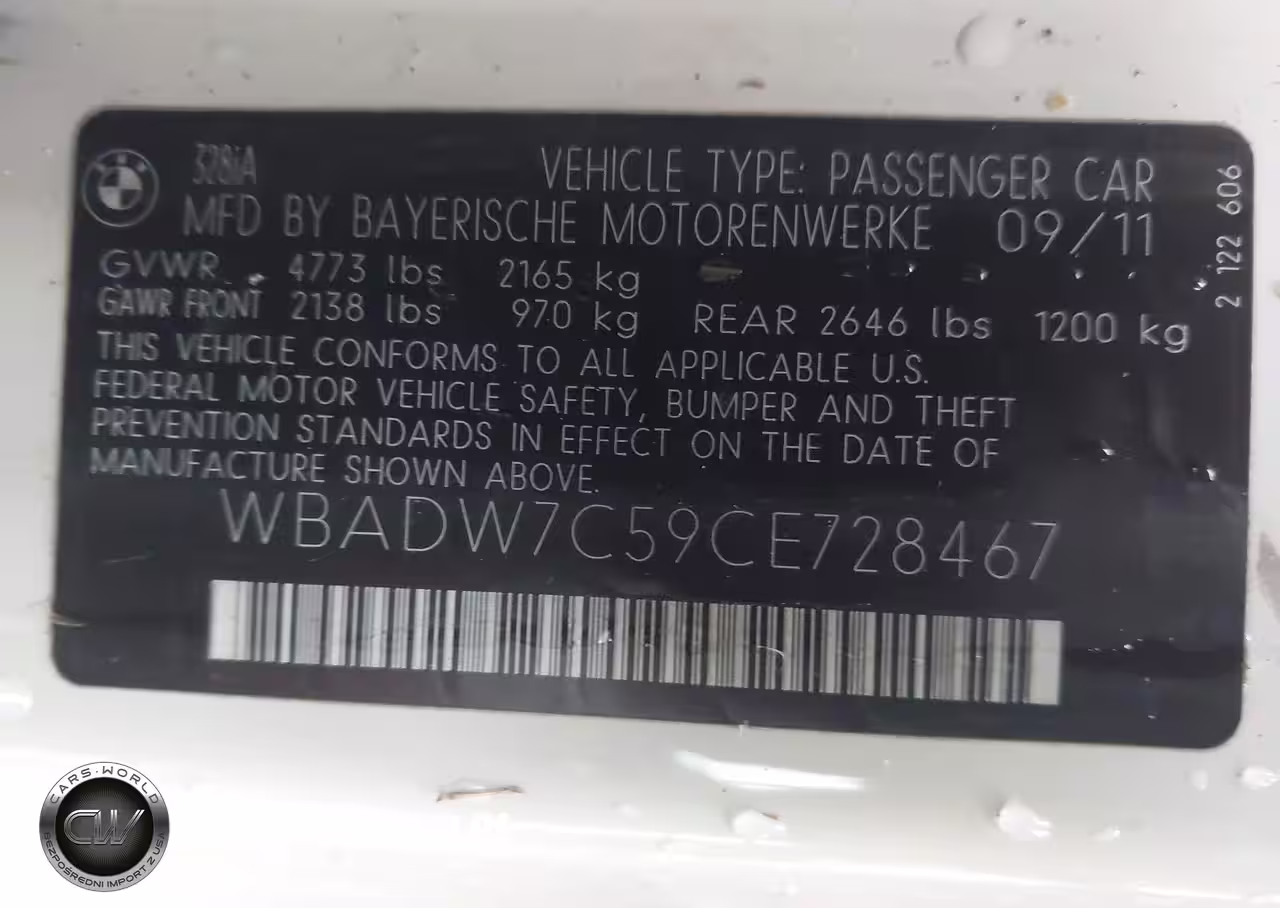 328iA
VEHICLE TYPE: PASSENGER CAR
MFD BY BAYERISCHE MOTORENWERKE 09/11
GVWR 4773 lbs 2165 kg
GAWR FRONT 2138 lbs 970 kg REAR 2646 lbs 1200 kg
THIS VEHICLE CONFORMS TO ALL APPLICABLE U.S.
FEDERAL MOTOR VEHICLE SAFETY, BUMPER AND THEFT
PREVENTION STANDARDS IN EFFECT ON THE DATE OF
MANUFACTURE SHOWN ABOVE.
WBADW7C59CE728467
2 122 606
CARS·WORLD
CW
BEZPOŚREDNI IMPORT Z USA